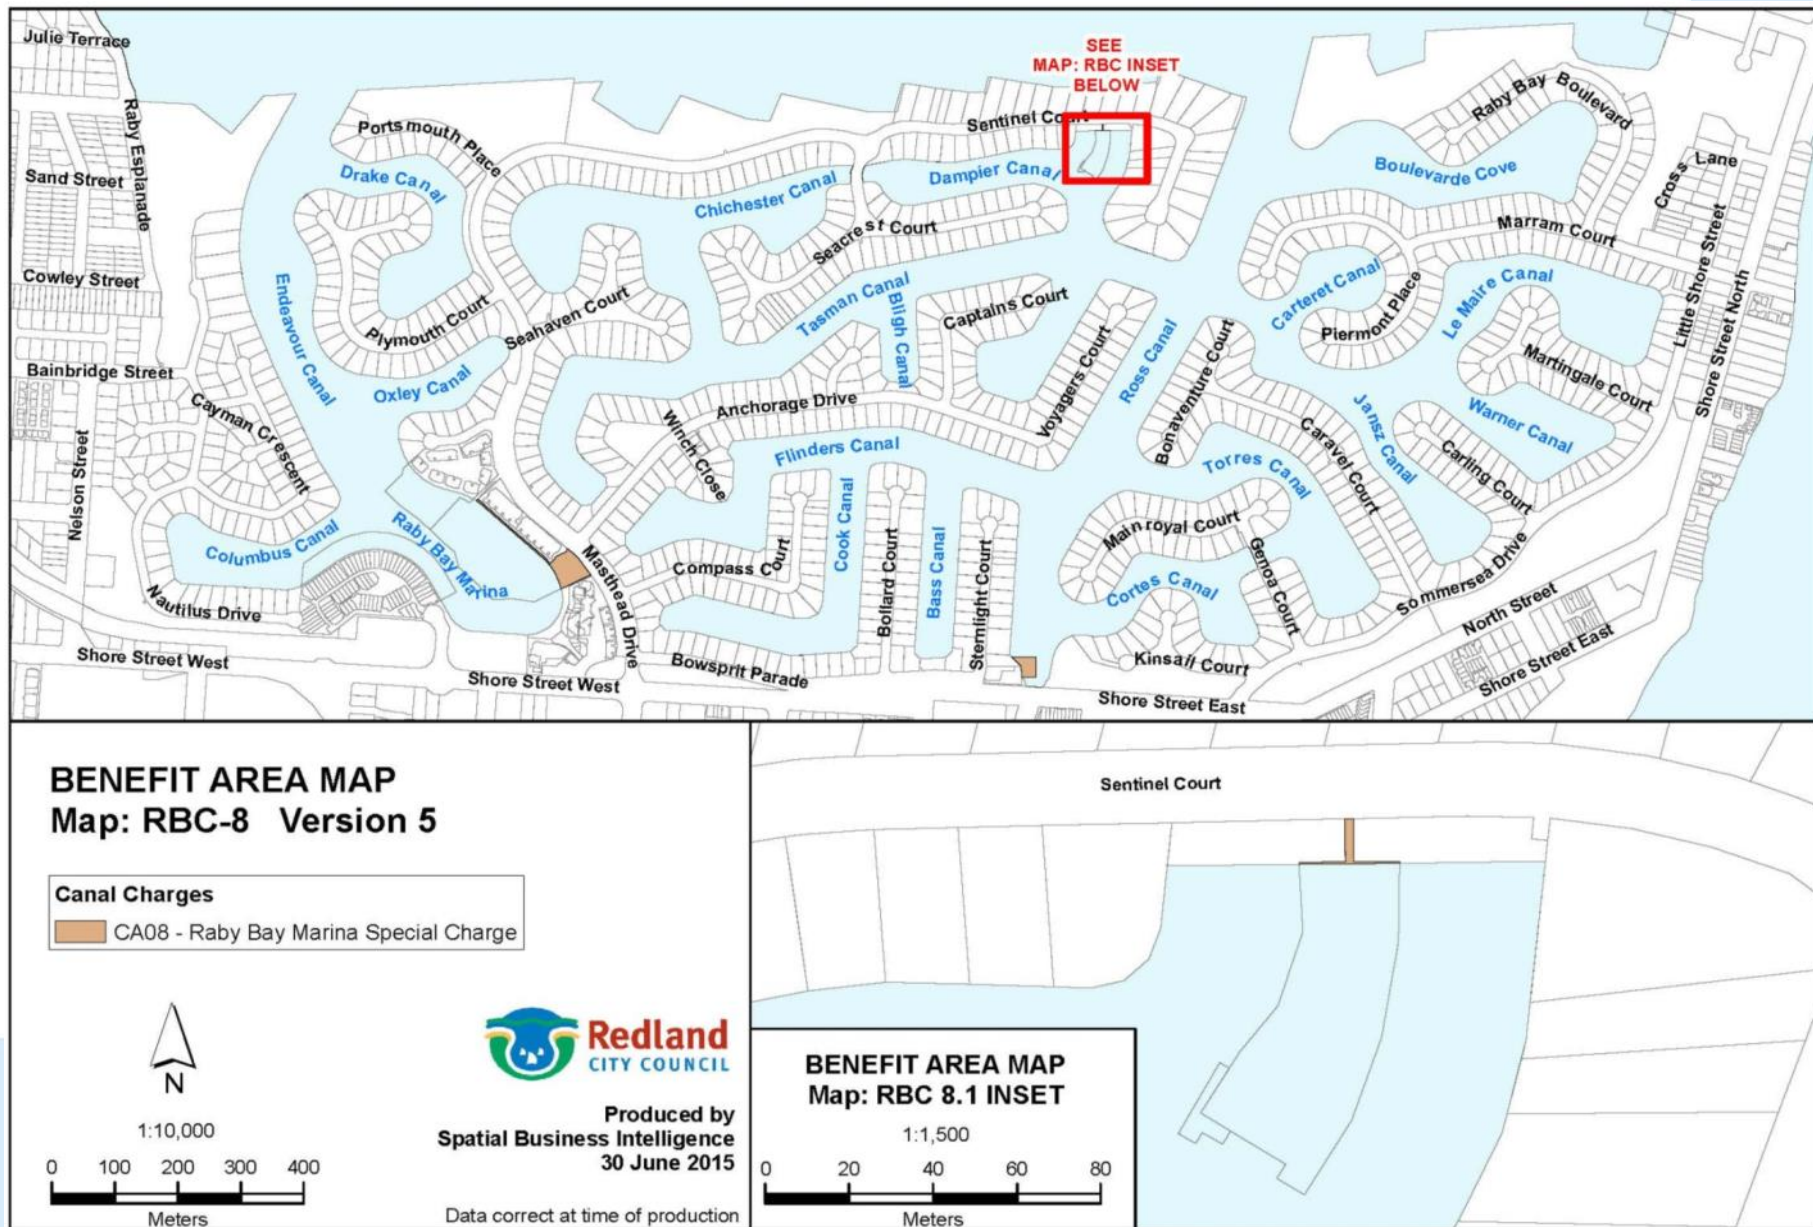 Julie Terrace
Raby Esplanade
Sand Street
Cowley Street
Bainbridge Street
Nelson Street
Cayman Crescent
Nautilus Drive
Shore Street West
Columbus Canal
Endeavour Canal
Drake Canal
Portsmouth Place
Plymouth Court
Oxley Canal
Seahaven Court
Raby Bay Marina
Masthead Drive
Shore Street West
Bowsprit Parade
Compass Court
Winch Close
Anchorage Drive
Flinders Canal
Cook Canal
Bollard Court
Bass Canal
Sternlight Court
Chichester Canal
Seacrest Court
Tasman Canal
Bligh Canal
Captains Court
Voyagers Court
Ross Canal
Dampier Canal
Sentinel Court
SEE
MAP: RBC INSET
BELOW
Bonaventure Court
Torres Canal
Mainroyal Court
Cortes Canal
Genoa Court
Kinsail Court
Shore Street East
Caravel Court
Jansz Canal
Sommersea Drive
North Street
Shore Street East
Carling Court
Warner Canal
Martingale Court
Le Maire Canal
Piermont Place
Carteret Canal
Marram Court
Boulevarde Cove
Raby Bay Boulevard
Cross Lane
Little Shore Street
Shore Street North
BENEFIT AREA MAP
Map: RBC-8 Version 5
Canal Charges
CA08 - Raby Bay Marina Special Charge
N
1:10,000
0 100 200 300 400
Meters
Redland
CITY COUNCIL
Produced by
Spatial Business Intelligence
30 June 2015
Data correct at time of production
Sentinel Court
BENEFIT AREA MAP
Map: RBC 8.1 INSET
1:1,500
0 20 40 60 80
Meters